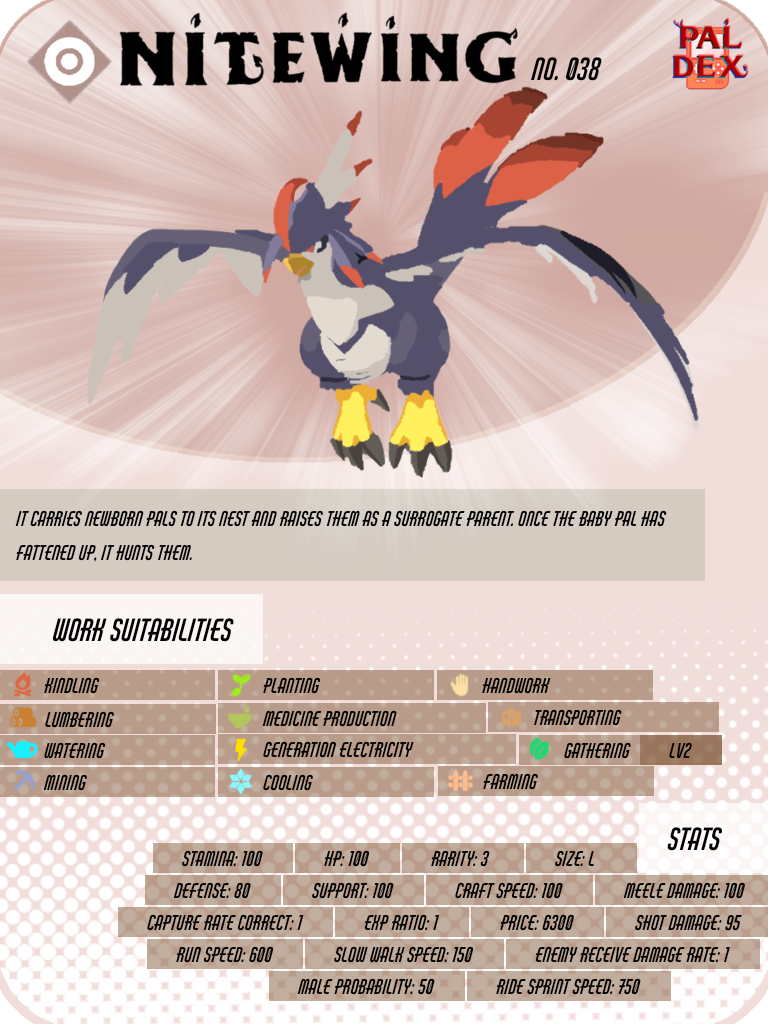 NITEWING NO. 038
PAL
DEX
IT CARRIES NEWBORN PALS TO ITS NEST AND RAISES THEM AS A SURROGATE PARENT. ONCE THE BABY PAL HAS
FATTENED UP, IT HUNTS THEM.
WORK SUITABILITIES
KINDLING PLANTING HANDWORK
LUMBERING MEDICINE PRODUCTION TRANSPORTING
WATERING GENERATION ELECTRICITY GATHERING LV2
MINING COOLING FARMING
STATS
STAMINA: 100 HP: 100 RARITY: 3 SIZE: L
DEFENSE: 80 SUPPORT: 100 CRAFT SPEED: 100 MEELE DAMAGE: 100
CAPTURE RATE CORRECT: 1 EXP RATIO: 1 PRICE: 6300 SHOT DAMAGE: 95
RUN SPEED: 600 SLOW WALK SPEED: 150 ENEMY RECEIVE DAMAGE RATE: 1
MALE PROBABILITY: 50 RIDE SPRINT SPEED: 750